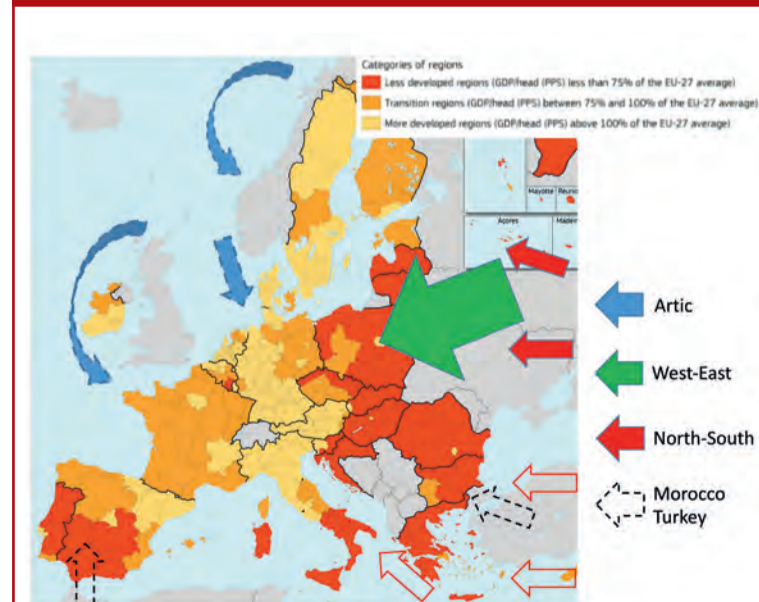 Categories of regions
Less developed regions (GDP/head (PPS) less than 75% of the EU-27 average)
Transition regions (GDP/head (PPS) between 75% and 100% of the EU-27 average)
More developed regions (GDP/head (PPS) above 100% of the EU-27 average)
Mayotte
Açores
Artic
West-East
North-South
Morocco
Turkey